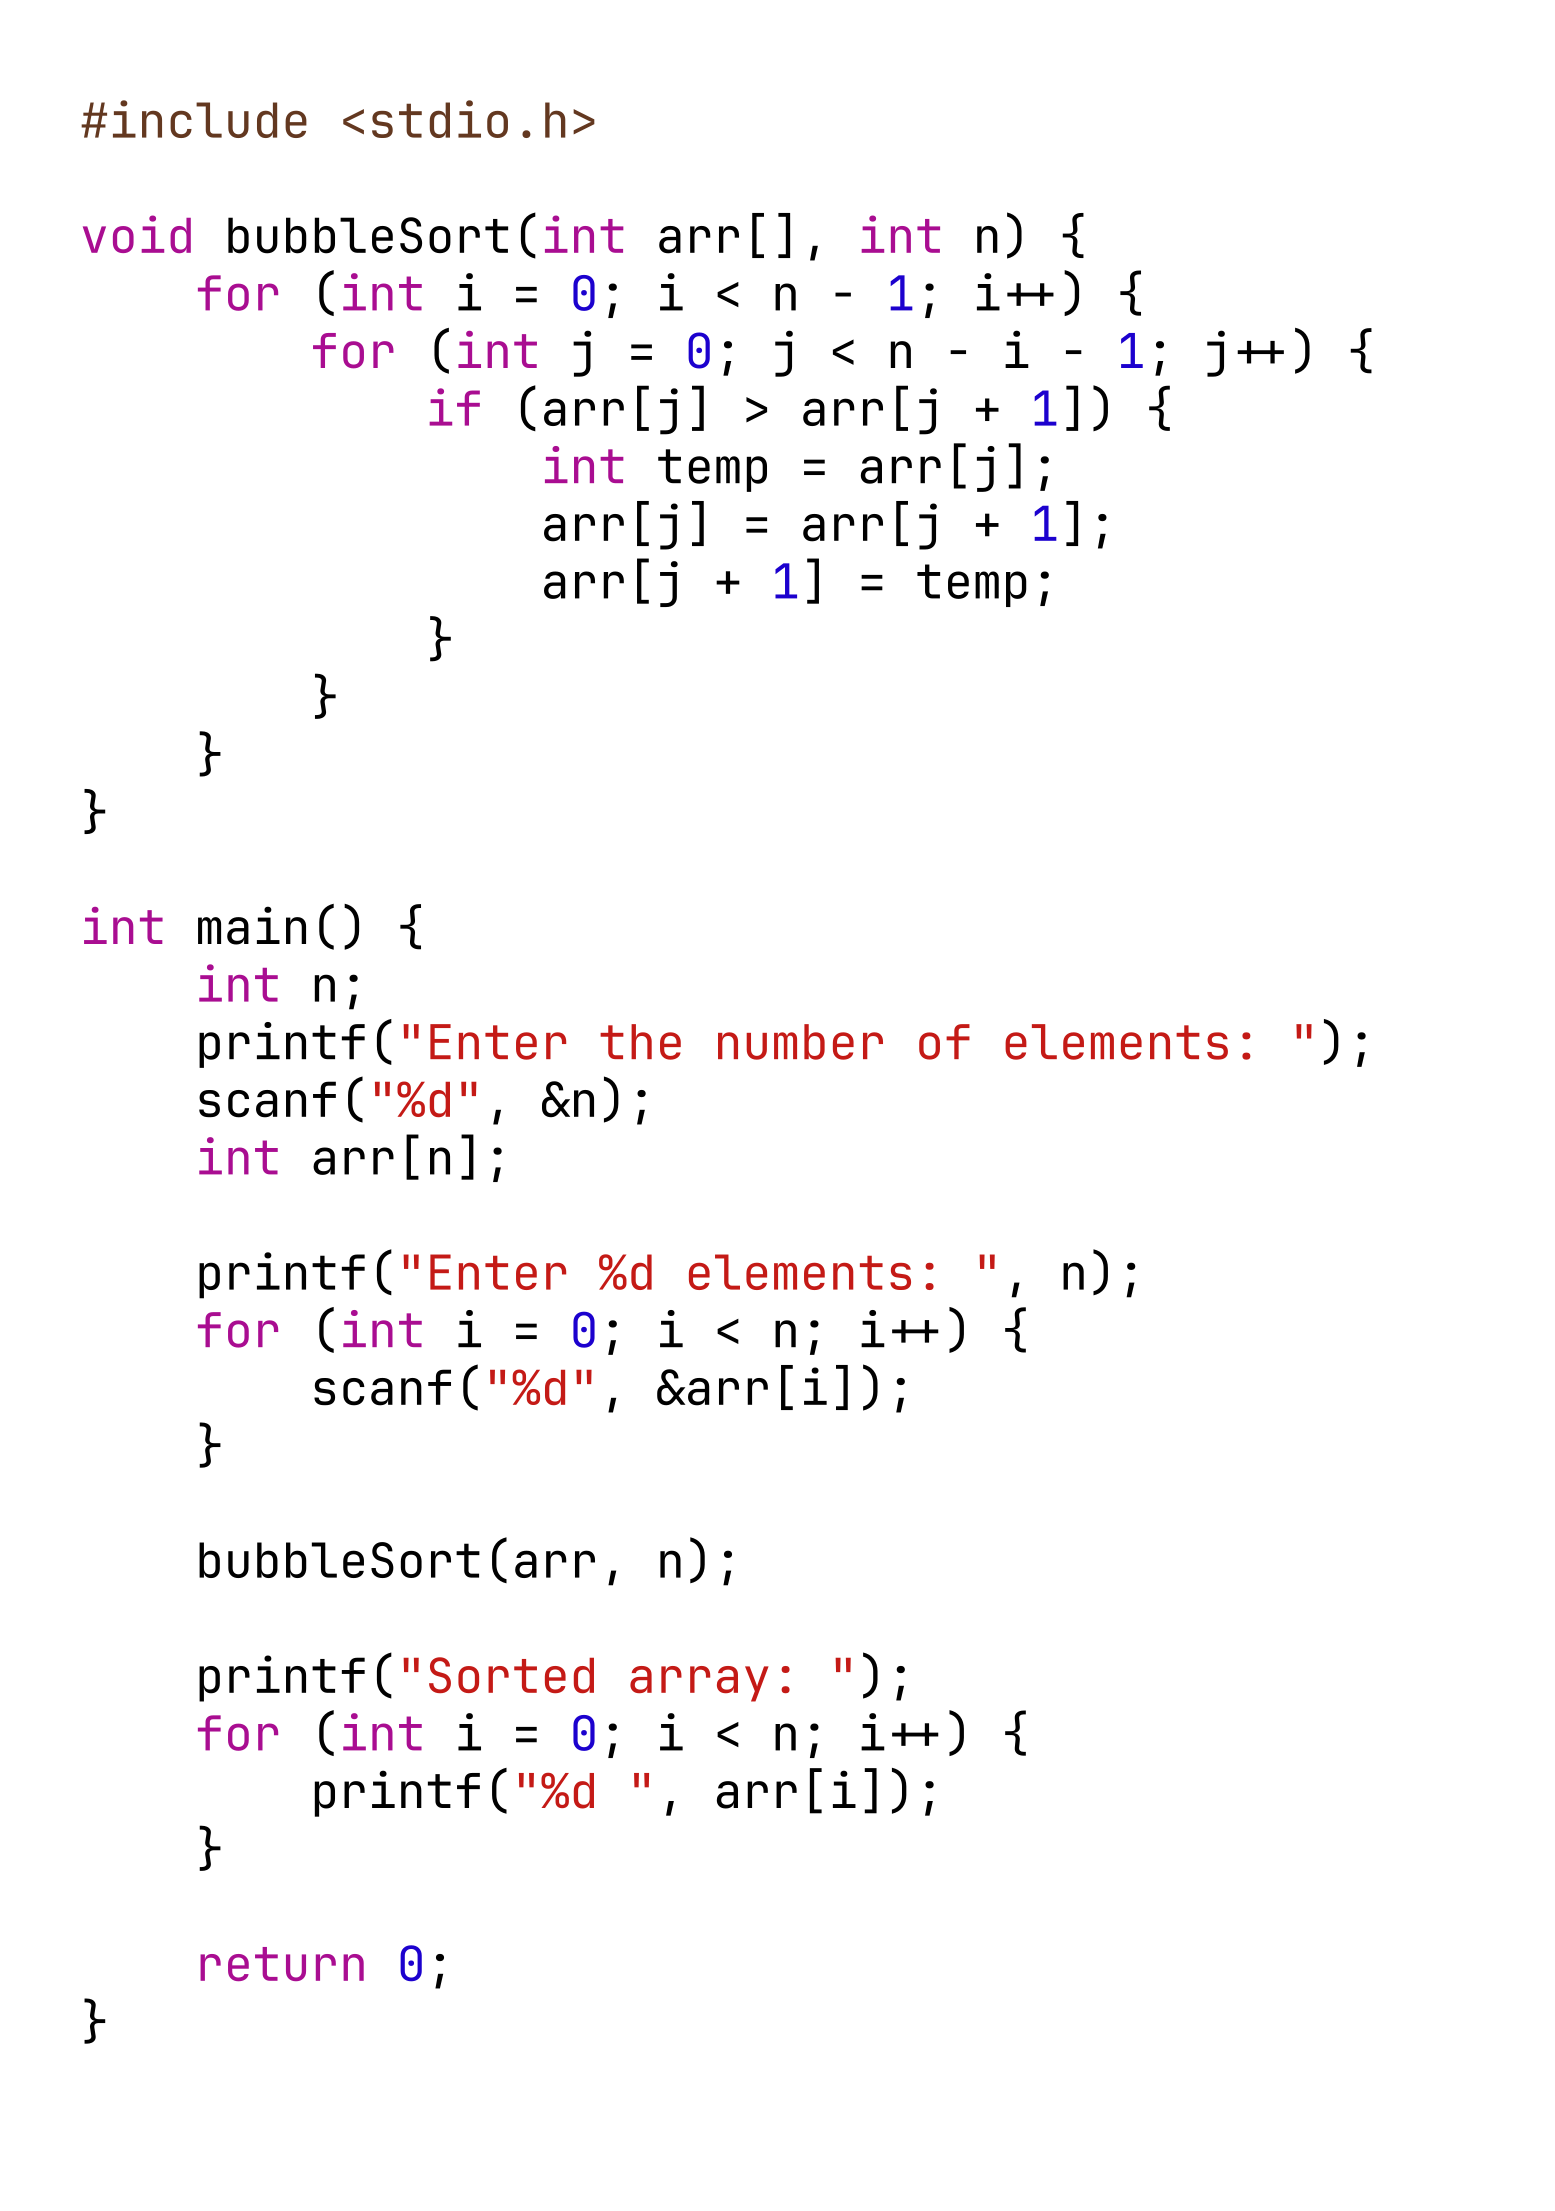 #include <stdio.h>

void bubbleSort(int arr[], int n) {
    for (int i = 0; i < n - 1; i++) {
        for (int j = 0; j < n - i - 1; j++) {
            if (arr[j] > arr[j + 1]) {
                int temp = arr[j];
                arr[j] = arr[j + 1];
                arr[j + 1] = temp;
            }
        }
    }
}

int main() {
    int n;
    printf("Enter the number of elements: ");
    scanf("%d", &n);
    int arr[n];

    printf("Enter %d elements: ", n);
    for (int i = 0; i < n; i++) {
        scanf("%d", &arr[i]);
    }

    bubbleSort(arr, n);

    printf("Sorted array: ");
    for (int i = 0; i < n; i++) {
        printf("%d ", arr[i]);
    }

    return 0;
}